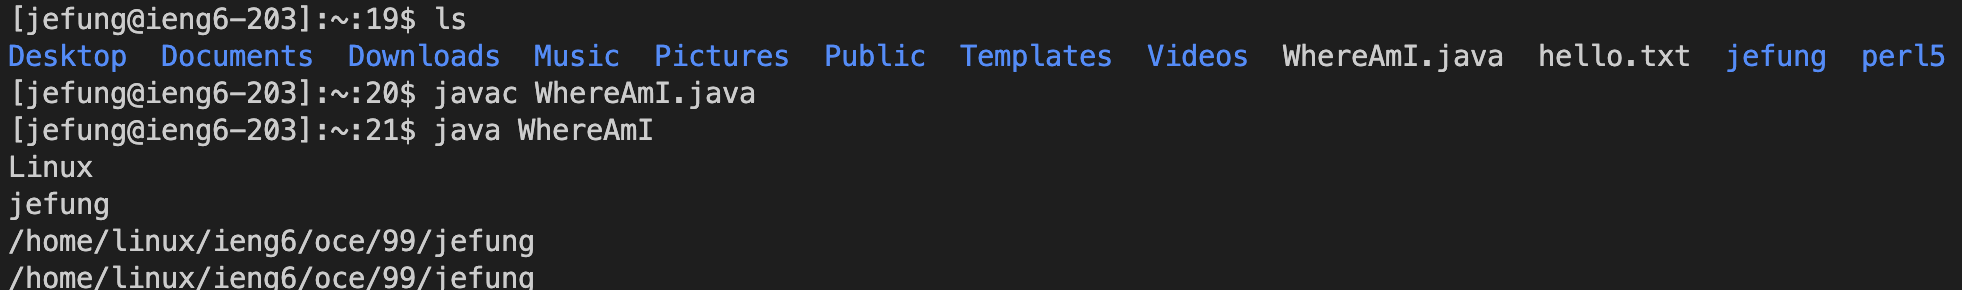 [jefung@ieng6-203]:~:19$ ls
Desktop  Documents  Downloads  Music  Pictures  Public  Templates  Videos  WhereAmI.java  hello.txt  jefung  perl5
[jefung@ieng6-203]:~:20$ javac WhereAmI.java
[jefung@ieng6-203]:~:21$ java WhereAmI
Linux
jefung
/home/linux/ieng6/oce/99/jefung
/home/linux/ieng6/oce/99/jefung